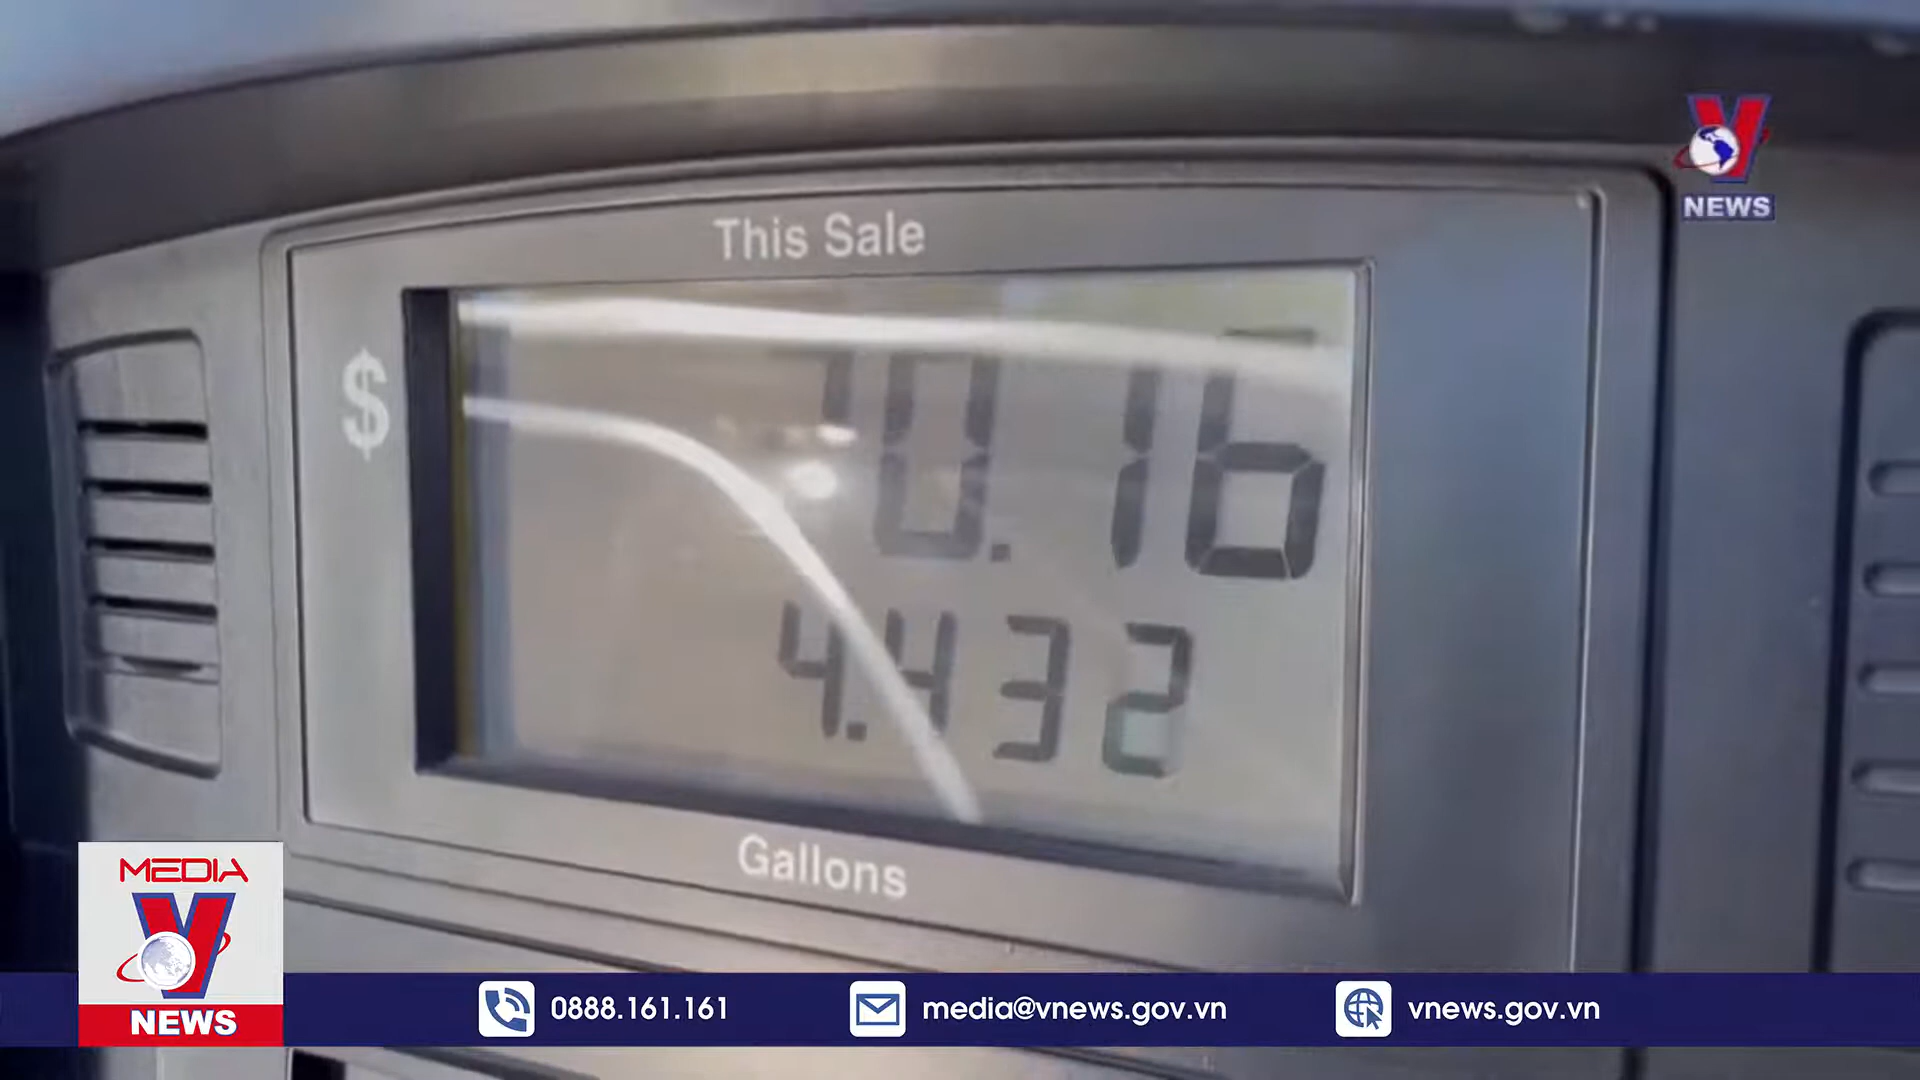 NEWS
This Sale
$
4.432
Gallons
MEDIA
V
NEWS
0888.161.161
media@vnews.gov.vn
vnews.gov.vn